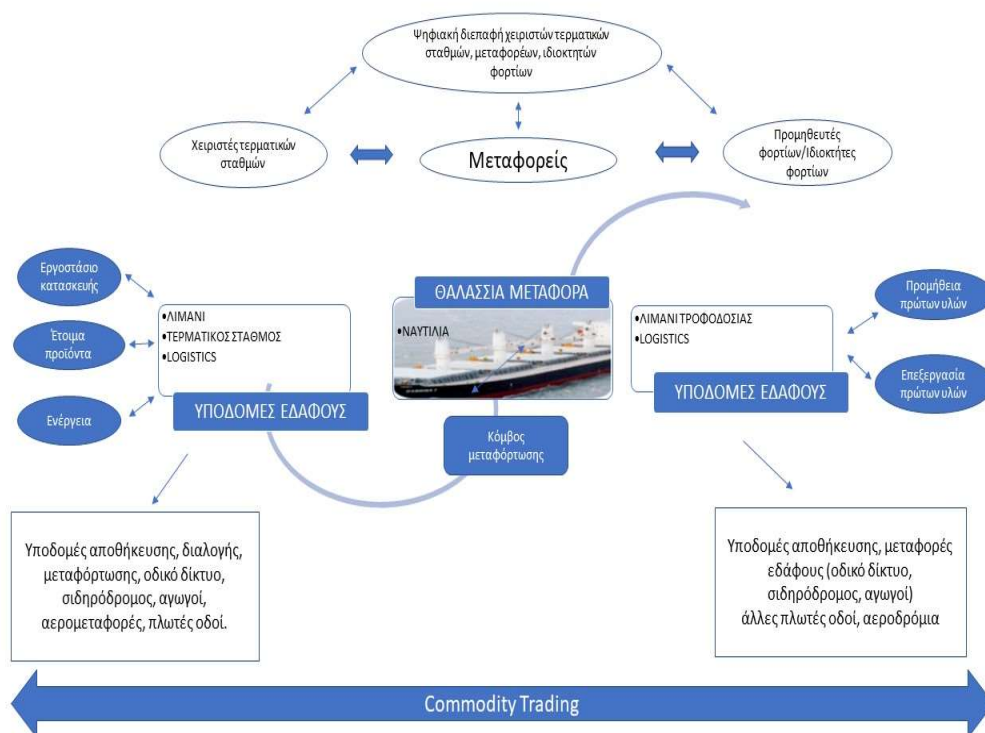 Ψηφιακή διεπαφή χειριστών τερματικών
σταθμών, μεταφορέων, ιδιοκτητών
φορτίων
Χειριστές τερματικών
σταθμών
Μεταφορείς
Προμηθευτές
φορτίων/Ιδιοκτήτες
φορτίων
Εργοστάσιο
κατασκευής
Έτοιμα
προϊόντα
Ενέργεια
•ΛΙΜΑΝΙ
•ΤΕΡΜΑΤΙΚΟΣ ΣΤΑΘΜΟΣ
•LOGISTICS
ΥΠΟΔΟΜΕΣ ΕΔΑΦΟΥΣ
ΘΑΛΑΣΣΙΑ ΜΕΤΑΦΟΡΑ
•ΝΑΥΤΙΛΙΑ
Κόμβος
μεταφόρτωσης
•ΛΙΜΑΝΙ ΤΡΟΦΟΔΟΣΙΑΣ
•LOGISTICS
ΥΠΟΔΟΜΕΣ ΕΔΑΦΟΥΣ
Προμήθεια
πρώτων υλών
Επεξεργασία
πρώτων υλών
Υποδομές αποθήκευσης, διαλογής,
μεταφόρτωσης, οδικό δίκτυο,
σιδηρόδρομος, αγωγοί,
αερομεταφορές, πλωτές οδοί.
Υποδομές αποθήκευσης, μεταφορές
εδάφους (οδικό δίκτυο,
σιδηρόδρομος, αγωγοί)
άλλες πλωτές οδοί, αεροδρόμια
Commodity Trading